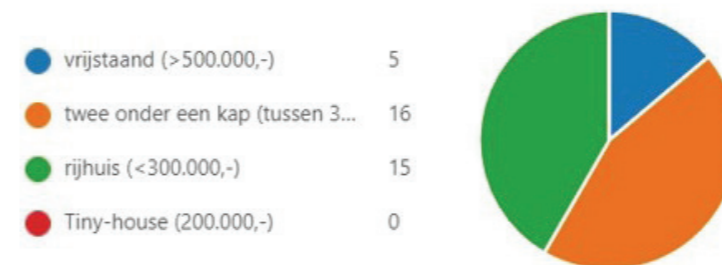 vrijstaand (>500.000,-) 5
twee onder een kap (tussen 3... 16
rijhuis (<300.000,-) 15
Tiny-house (200.000,-) 0